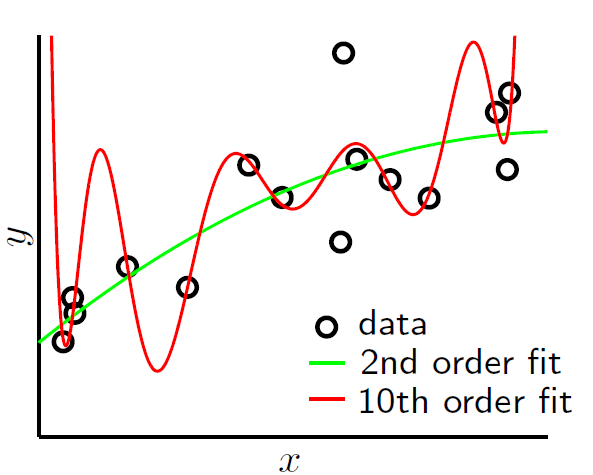 y
data
2nd order fit
10th order fit
x